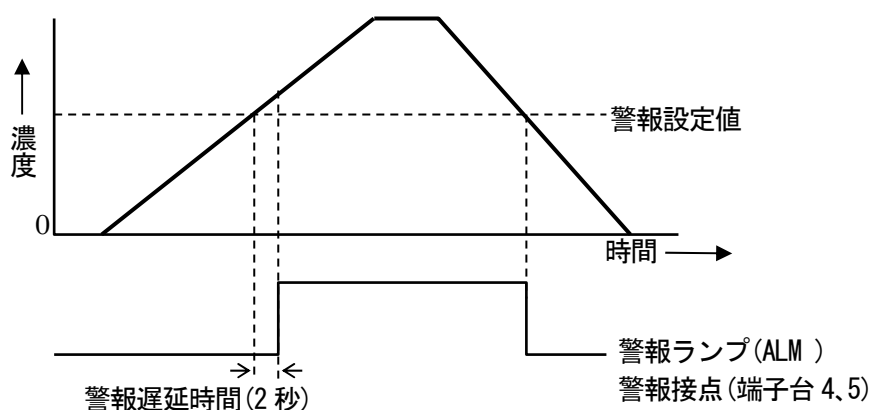 濃度
警報設定値
0
時間
警報ランプ(ALM )
警報接点(端子台 4、5)
警報遅延時間(2 秒)